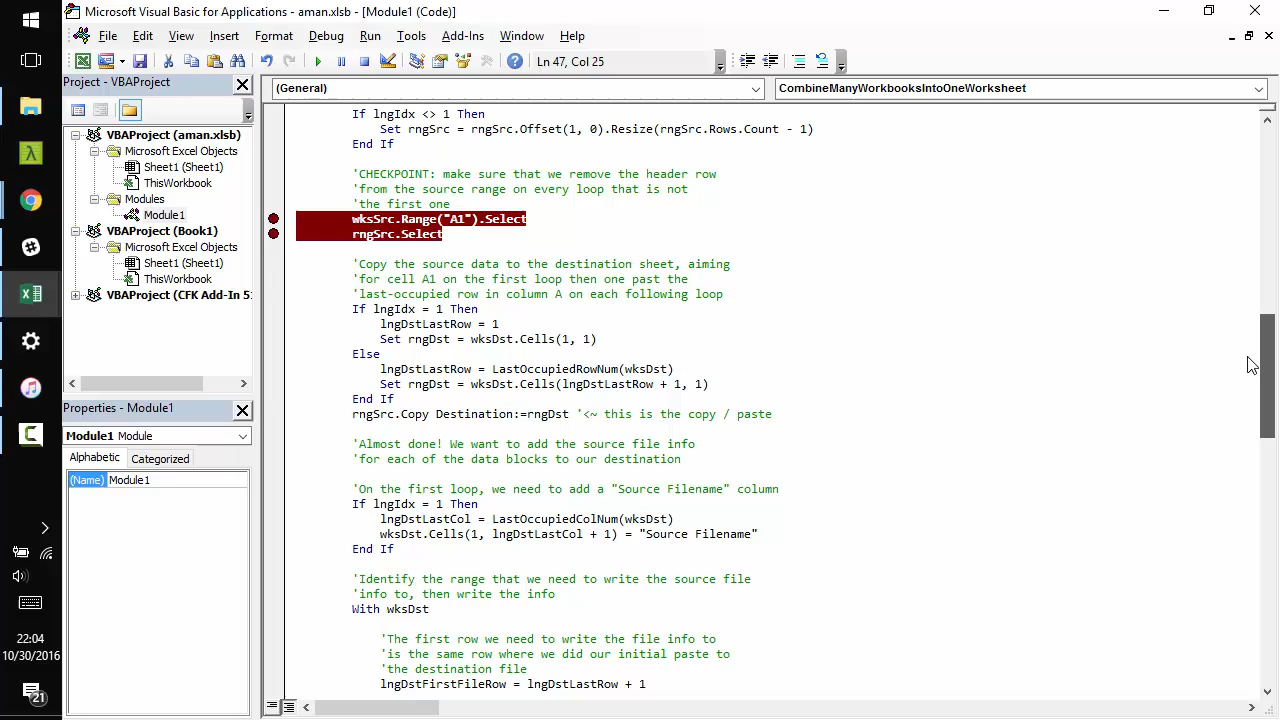 Microsoft Visual Basic for Applications - aman.xlsb - [Module1 (Code)]
File Edit View Insert Format Debug Run Tools Add-Ins Window Help
Ln 47, Col 25
Project - VBAProject
VBAProject (aman.xlsb)
Microsoft Excel Objects
Sheet1 (Sheet1)
ThisWorkbook
Modules
Module1
VBAProject (Book1)
Microsoft Excel Objects
Sheet1 (Sheet1)
ThisWorkbook
VBAProject (CFK Add-In 5
Properties - Module1
Module1 Module
Alphabetic Categorized
(Name) Module1
(General) CombineManyWorkbooksIntoOneWorksheet
If lngIdx <> 1 Then
Set rngSrc = rngSrc.Offset(1, 0).Resize(rngSrc.Rows.Count - 1)
End If
'CHECKPOINT: make sure that we remove the header row
'from the source range on every loop that is not
'the first one
wksSrc.Range("A1").Select
rngSrc.Select
'Copy the source data to the destination sheet, aiming
'for cell A1 on the first loop then one past the
'last-occupied row in column A on each following loop
If lngIdx = 1 Then
lngDstLastRow = 1
Set rngDst = wksDst.Cells(1, 1)
Else
lngDstLastRow = LastOccupiedRowNum(wksDst)
Set rngDst = wksDst.Cells(lngDstLastRow + 1, 1)
End If
rngSrc.Copy Destination:=rngDst '<~ this is the copy / paste
'Almost done! We want to add the source file info
'for each of the data blocks to our destination
'On the first loop, we need to add a "Source Filename" column
If lngIdx = 1 Then
lngDstLastCol = LastOccupiedColNum(wksDst)
wksDst.Cells(1, lngDstLastCol + 1) = "Source Filename"
End If
'Identify the range that we need to write the source file
'info to, then write the info
With wksDst
'The first row we need to write the file info to
'is the same row where we did our initial paste to
'the destination file
lngDstFirstFileRow = lngDstLastRow + 1
22:04
10/30/2016
21